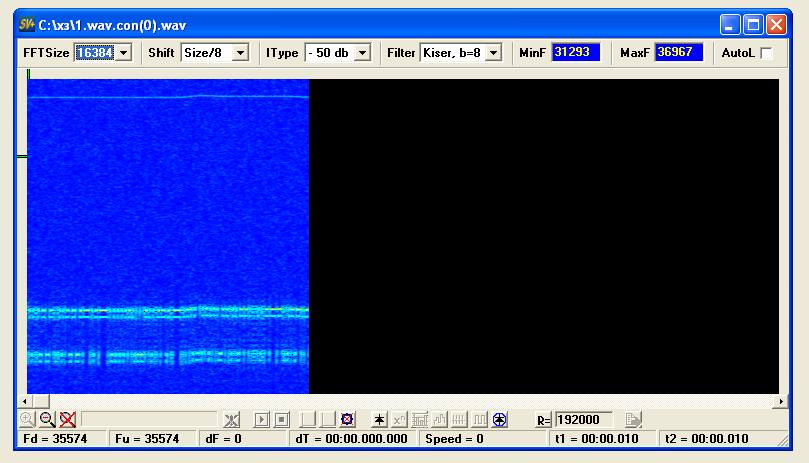 SV+ C:\x3\1.wav.con(0).wav
FFTSize 16384 Shift Size/8 IType - 50 db Filter Kiser, b=8 MinF 31293 MaxF 36967 AutoL
R= 192000
Fd = 35574 Fu = 35574 dF = 0 dT = 00:00.000.000 Speed = 0 t1 = 00:00.010 t2 = 00:00.010